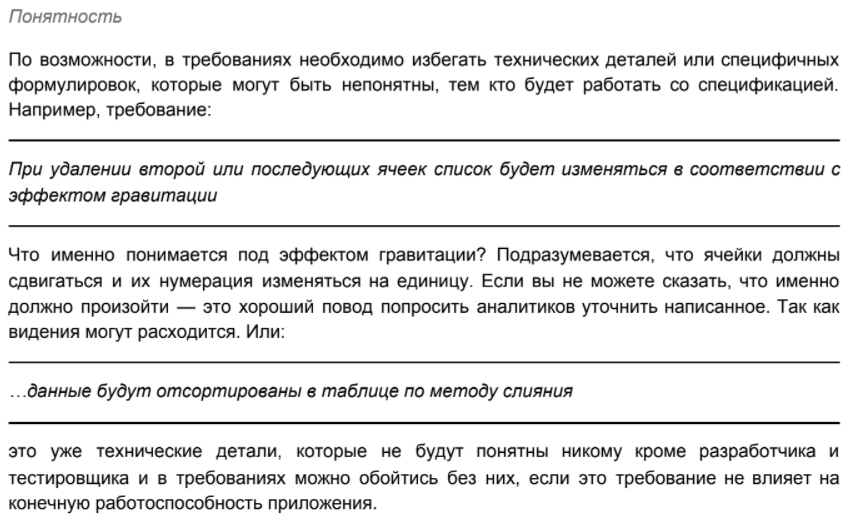 Понятность
По возможности, в требованиях необходимо избегать технических деталей или специфичных
формулировок, которые могут быть непонятны, тем кто будет работать со спецификацией.
Например, требование:
При удалении второй или последующих ячеек список будет изменяться в соответствии с
эффектом гравитации
Что именно понимается под эффектом гравитации? Подразумевается, что ячейки должны
сдвигаться и их нумерация изменяться на единицу. Если вы не можете сказать, что именно
должно произойти — это хороший повод попросить аналитиков уточнить написанное. Так как
видения могут расходится. Или:
…данные будут отсортированы в таблице по методу слияния
это уже технические детали, которые не будут понятны никому кроме разработчика и
тестировщика и в требованиях можно обойтись без них, если это требование не влияет на
конечную работоспособность приложения.